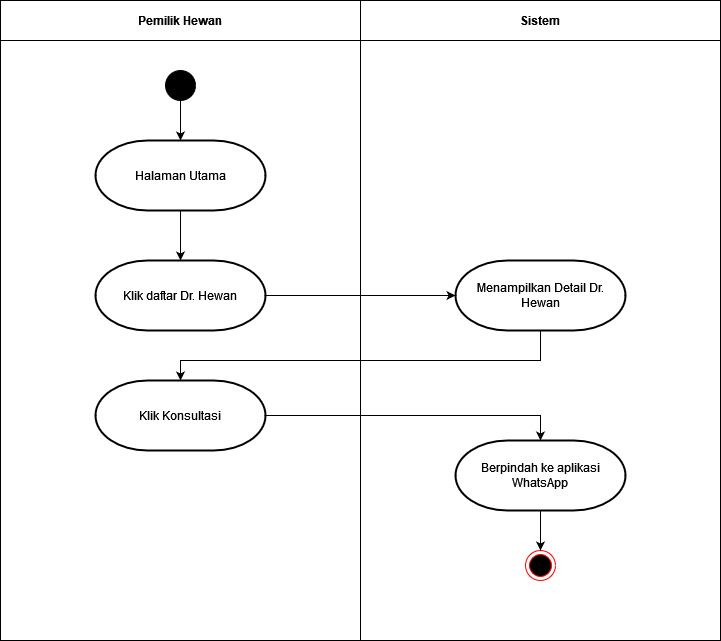 Pemilik Hewan
Sistem
Halaman Utama
Klik daftar Dr. Hewan
Menampilkan Detail Dr.
Hewan
Klik Konsultasi
Berpindah ke aplikasi
WhatsApp